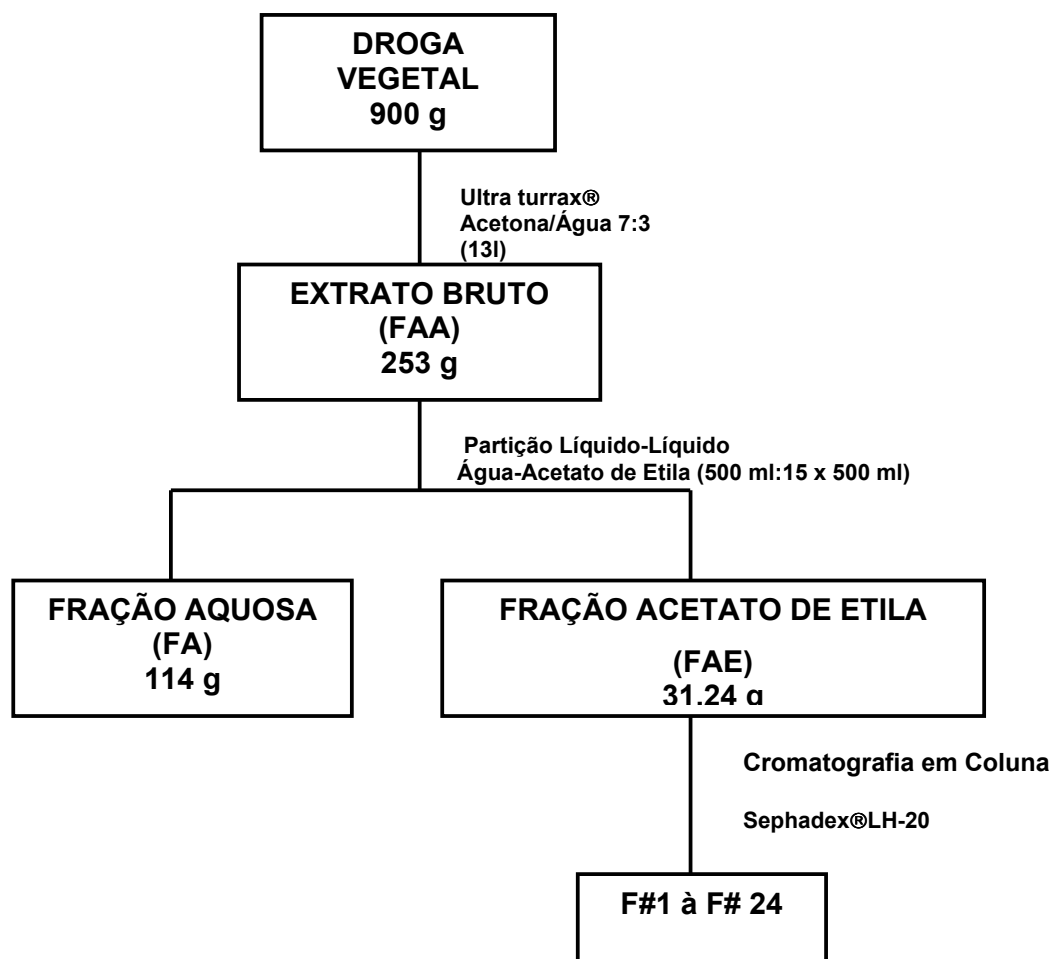 DROGA
VEGETAL
900 g
Ultra turrax®
Acetona/Água 7:3
(13l)
EXTRATO BRUTO
(FAA)
253 g
Partição Líquido-Líquido
Água-Acetato de Etila (500 ml:15 x 500 ml)
FRAÇÃO AQUOSA
(FA)
114 g
FRAÇÃO ACETATO DE ETILA
(FAE)
31.24 g
Cromatografia em Coluna
Sephadex®LH-20
F#1 à F# 24